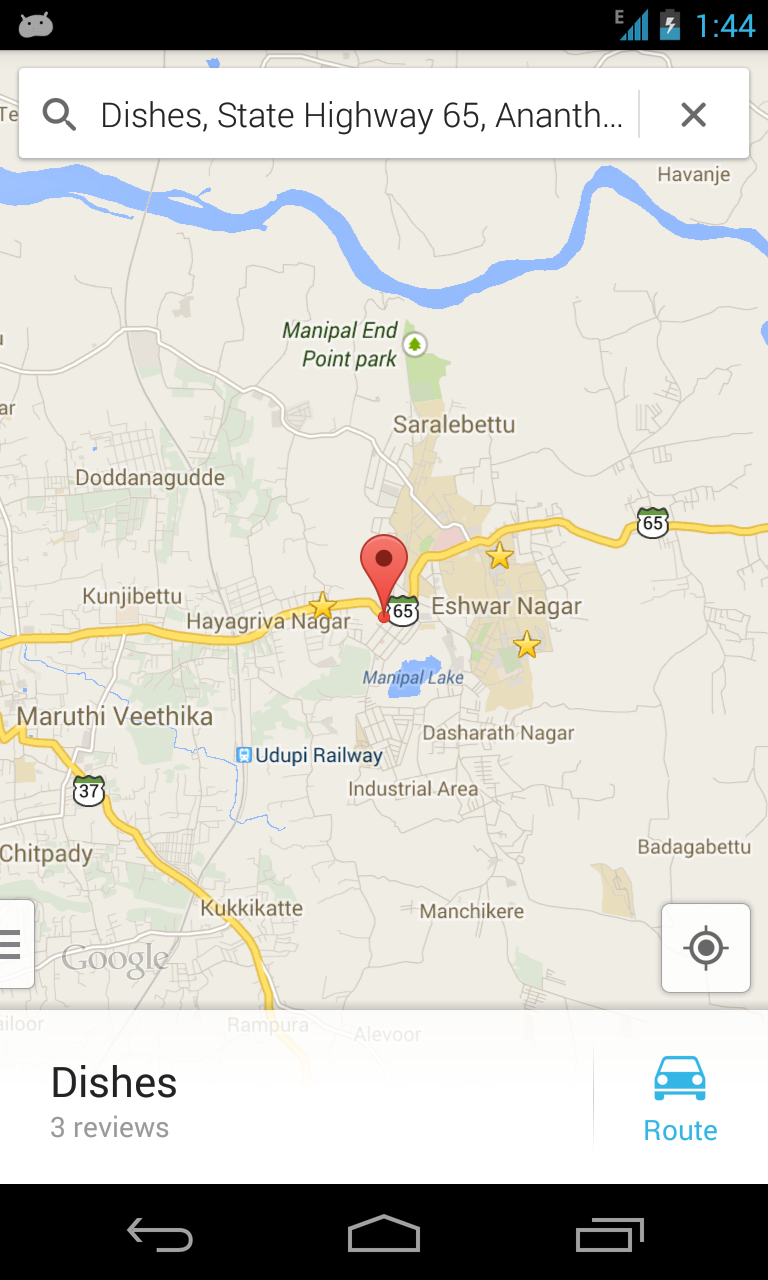 E
1:44
Dishes, State Highway 65, Ananth...
Te
Havanje
Manipal End
Point park
ar
Saralebettu
Doddanagudde
65
Kunjibettu
65
Eshwar Nagar
Hayagriva Nagar
Manipal Lake
Maruthi Veethika
Dasharath Nagar
Udupi Railway
37
Industrial Area
Chitpady
Badagabettu
Kukkikatte
Manchikere
Google
ailoor
Rampura
Alevoor
Dishes
3 reviews
Route